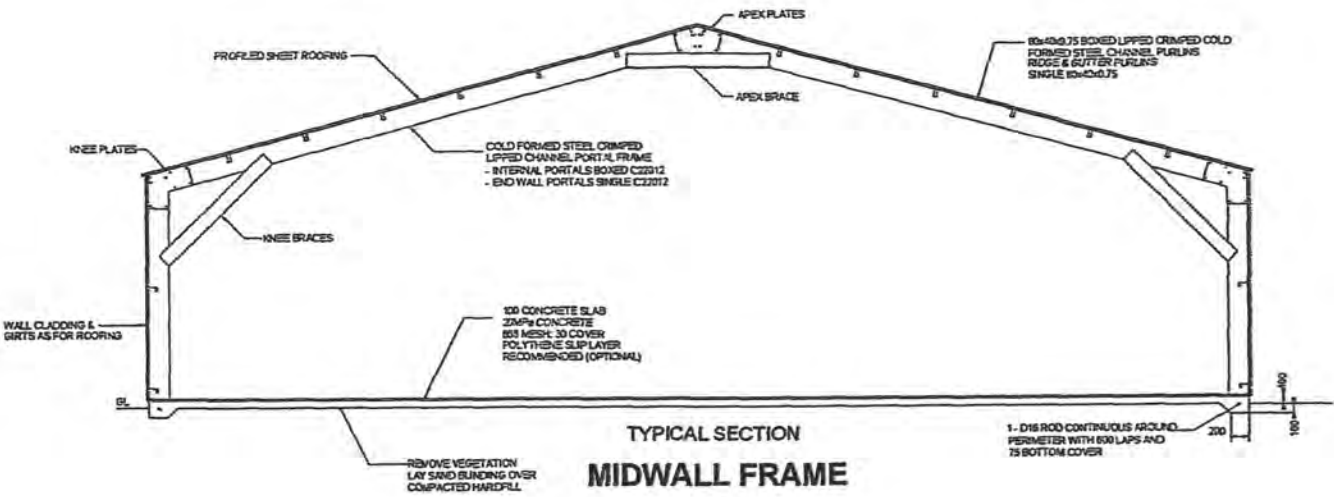 APEX PLATES
PROFILED SHEET ROOFING
80x40x0.75 BOXED LIPPED CRIMPED COLD
FORMED STEEL CHANNEL PURLINS
RIDGE & GUTTER PURLINS
SINGLE 80x40x0.75
APEX BRACE
KNEE PLATES
COLD FORMED STEEL CRIMPED
LIPPED CHANNEL PORTAL FRAME
- INTERNAL PORTALS BOXED C22012
- END WALL PORTALS SINGLE C22012
KNEE BRACES
WALL CLADDING &
GIRTS AS FOR ROOFING
100 CONCRETE SLAB
MPa CONCRETE
MESH: 30 COVER
POLYTHENE SLIP LAYER
RECOMMENDED (OPTIONAL)
GL
100
100
200
1 - D16 ROD CONTINUOUS AROUND
PERIMETER WITH 600 LAPS AND
75 BOTTOM COVER
TYPICAL SECTION
MIDWALL FRAME
REMOVE VEGETATION
LAY SAND BLINDING OVER
COMPACTED HARDFILL